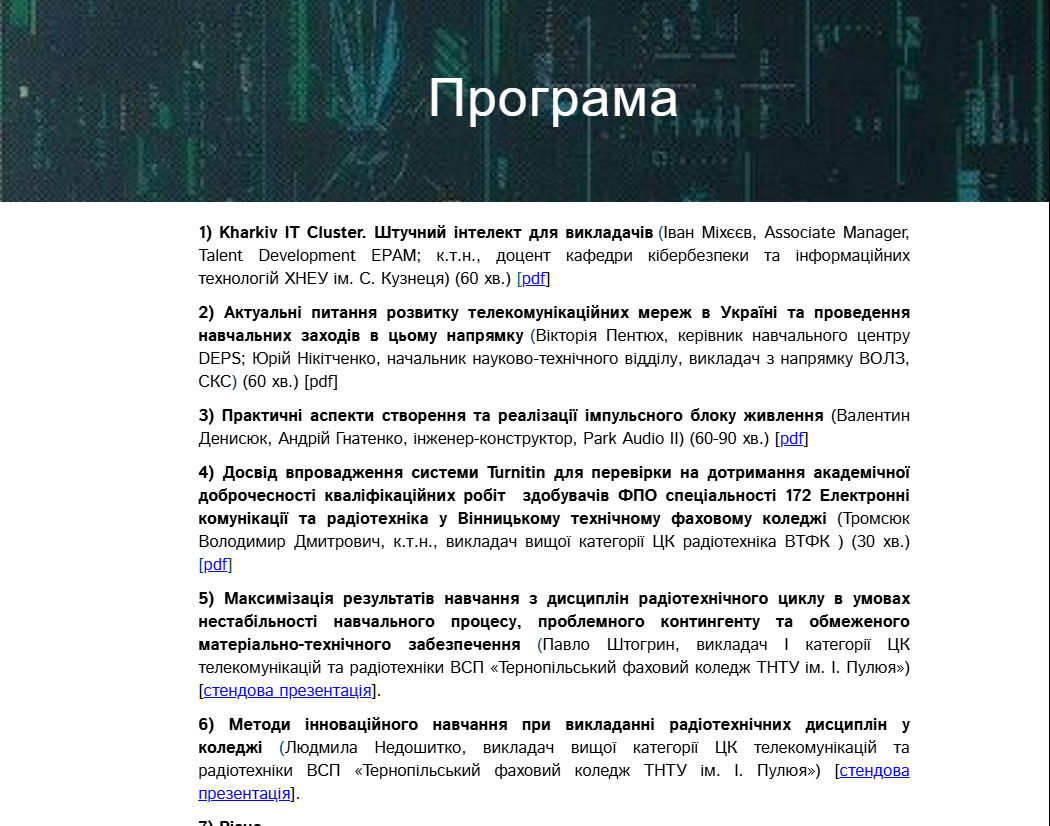 Програма
1) Kharkiv IT Cluster. Штучний інтелект для викладачів (Іван Міхєєв, Associate Manager,
Talent Development EPAM; к.т.н., доцент кафедри кібербезпеки та інформаційних
технологій ХНЕУ ім. С. Кузнеця) (60 хв.) [pdf]
2) Актуальні питання розвитку телекомунікаційних мереж в Україні та проведення
навчальних заходів в цьому напрямку (Вікторія Пентюх, керівник навчального центру
DEPS; Юрій Нікітченко, начальник науково-технічного відділу, викладач з напрямку ВОЛЗ,
СКС) (60 хв.) [pdf]
3) Практичні аспекти створення та реалізації імпульсного блоку живлення (Валентин
Денисюк, Андрій Гнатенко, інженер-конструктор, Park Audio II) (60-90 хв.) [pdf]
4) Досвід впровадження системи Turnitin для перевірки на дотримання академічної
доброчесності кваліфікаційних робіт здобувачів ФПО спеціальності 172 Електронні
комунікації та радіотехніка у Вінницькому технічному фаховому коледжі (Тромсюк
Володимир Дмитрович, к.т.н., викладач вищої категорії ЦК радіотехніка ВТФК ) (30 хв.)
[pdf]
5) Максимізація результатів навчання з дисциплін радіотехнічного циклу в умовах
нестабільності навчального процесу, проблемного контингенту та обмеженого
матеріально-технічного забезпечення (Павло Штогрин, викладач І категорії ЦК
телекомунікацій та радіотехніки ВСП «Тернопільський фаховий коледж ТНТУ ім. І. Пулюя»)
[стендова презентація].
6) Методи інноваційного навчання при викладанні радіотехнічних дисциплін у
коледжі (Людмила Недошитко, викладач вищої категорії ЦК телекомунікацій та
радіотехніки ВСП «Тернопільський фаховий коледж ТНТУ ім. І. Пулюя») [стендова
презентація].
7) Різне